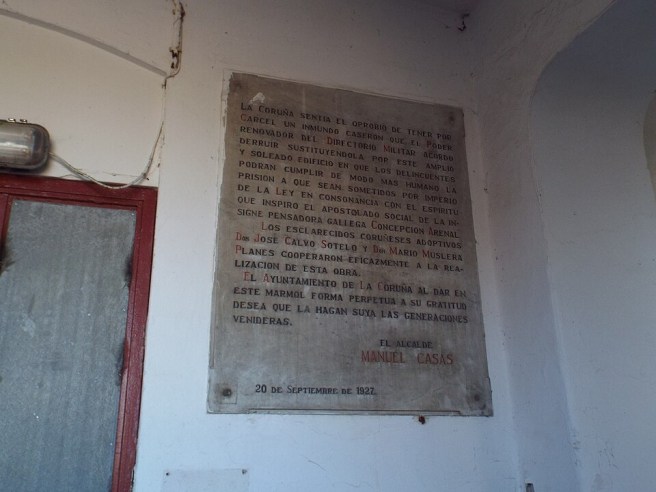 LA CORUÑA SENTIA EL OPROBIO DE TENER POR
CARCEL UN INMUNDO CASERON QUE EL PODER
RENOVADOR DEL DIRECTORIO MILITAR ACORDO
DERRUIR SUSTITUYENDOLA POR ESTE AMPLIO
Y SOLEADO EDIFICIO EN QUE LOS DELINCUENTES
PODRAN CUMPLIR DE MODO MAS HUMANO LA
PRISION A QUE SEAN SOMETIDOS POR IMPERIO
DE LA LEY EN CONSONANCIA CON EL ESPIRITU
QUE INSPIRO EL APOSTOLADO SOCIAL DE LA IN-
SIGNE PENSADORA GALLEGA CONCEPCION ARENAL.
LOS ESCLARECIDOS CORUÑESES ADOPTIVOS
DON JOSE CALVO SOTELO Y DON MARIO MUSLERA
PLANES COOPERARON EFICAZMENTE A LA REA-
LIZACION DE ESTA OBRA.
EL AYUNTAMIENTO DE LA CORUÑA AL DAR EN
ESTE MARMOL FORMA PERPETUA A SU GRATITUD
DESEA QUE LA HAGAN SUYA LAS GENERACIONES
VENIDERAS.
EL ALCALDE
MANUEL CASAS
20 DE SEPTIEMBRE DE 1927.